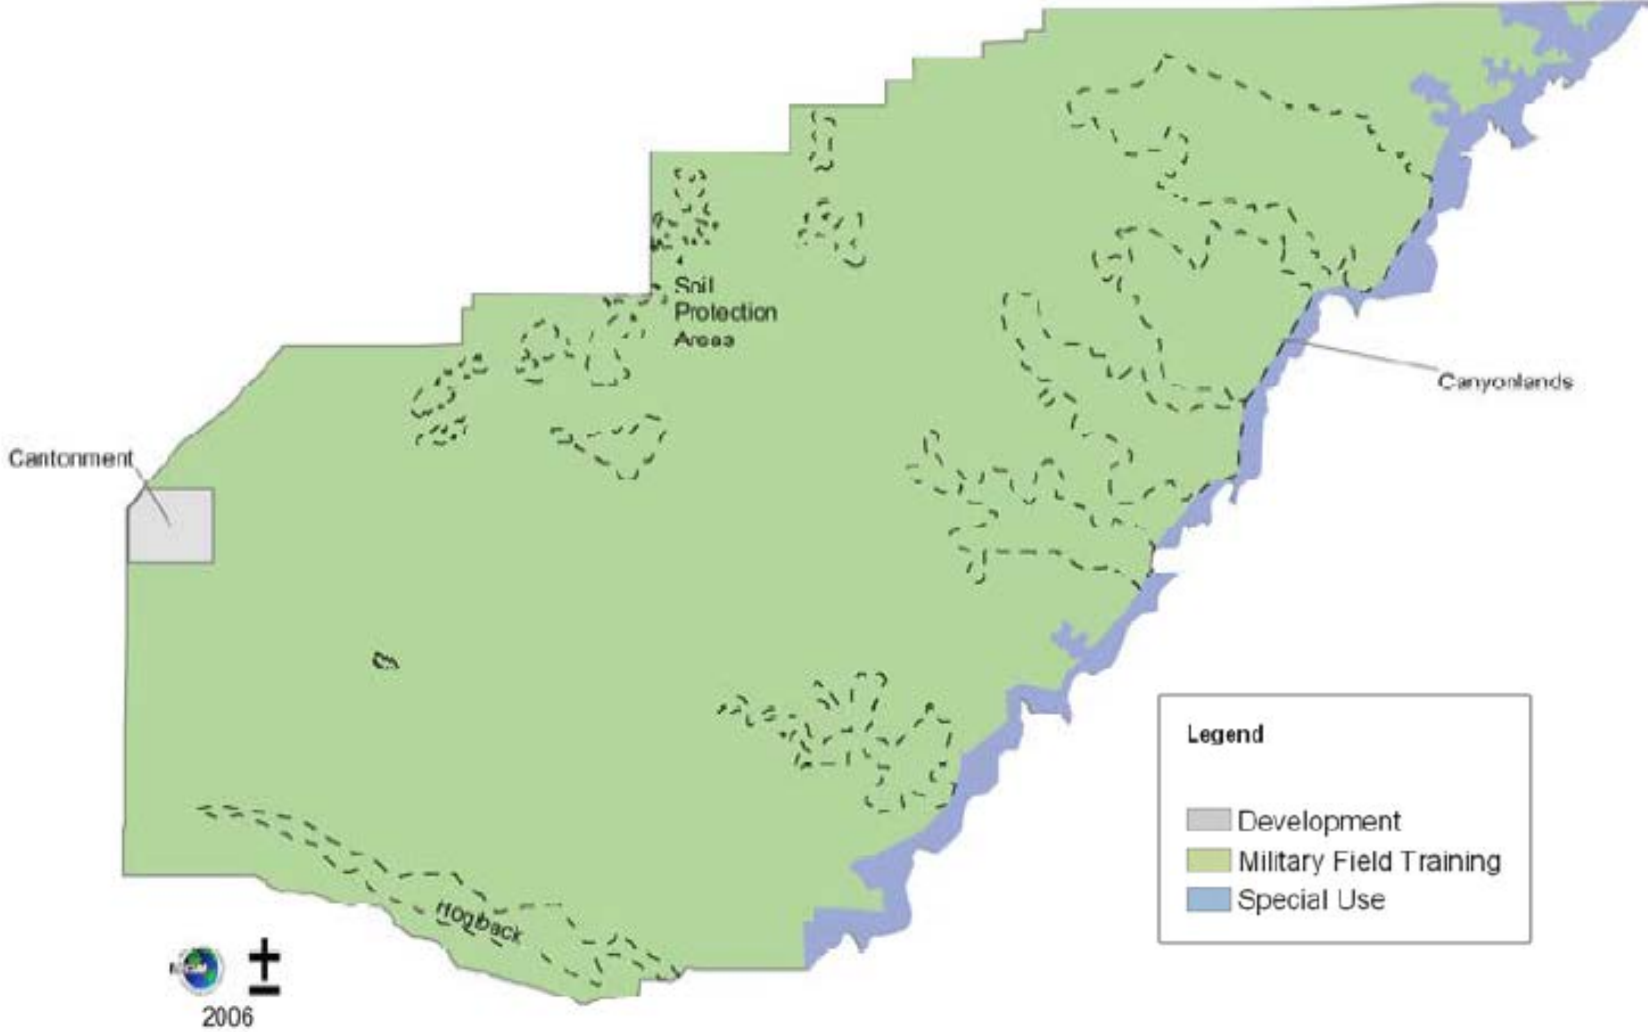 Soil
Protection
Areas
Canyonlands
Cantonment
Legend
Development
Military Field Training
Special Use
Hogback
2006